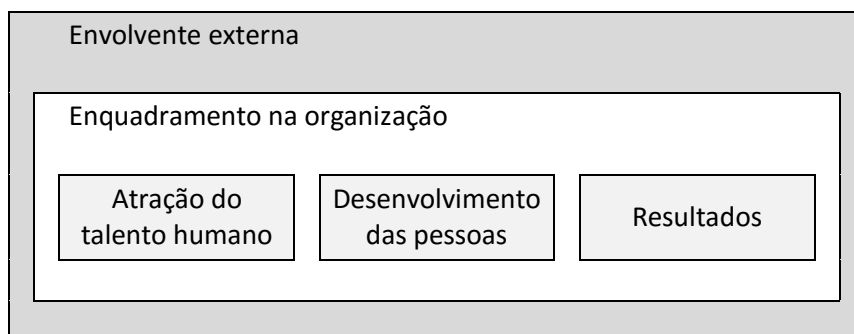 Envolvente externa
Enquadramento na organização
Atração do
talento humano
Desenvolvimento
das pessoas
Resultados